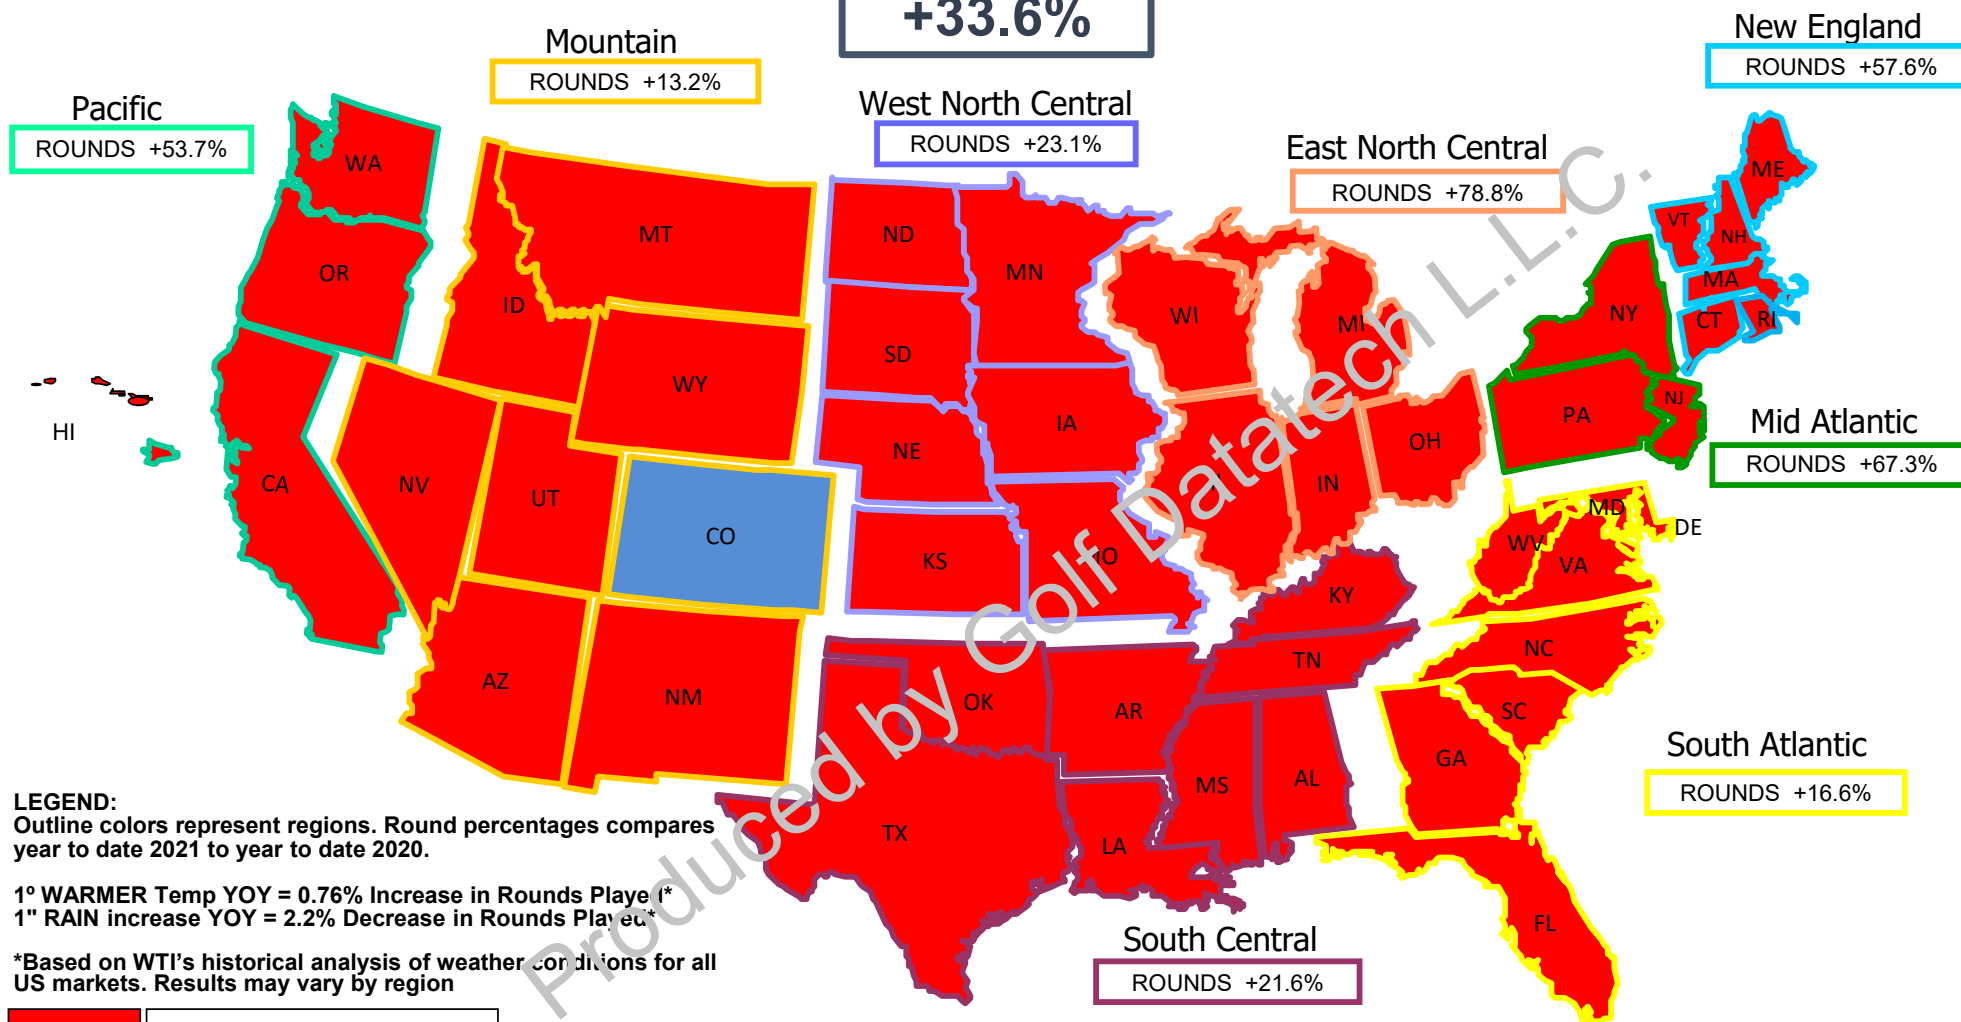 +33.6%
Mountain
ROUNDS +13.2%
New England
ROUNDS +57.6%
Pacific
ROUNDS +53.7%
West North Central
ROUNDS +23.1%
East North Central
ROUNDS +78.8%
WA
OR
CA
HI
MT
ID
WY
NV
UT
CO
AZ
NM
ND
SD
NE
KS
MN
IA
MO
WI
MI
IN
OH
ME
VT
NH
MA
CT
RI
NY
PA
NJ
Mid Atlantic
ROUNDS +67.3%
MD
DE
WV
VA
NC
SC
GA
FL
KY
TN
OK
AR
TX
LA
MS
AL
South Atlantic
ROUNDS +16.6%
South Central
ROUNDS +21.6%
LEGEND:
Outline colors represent regions. Round percentages compares
year to date 2021 to year to date 2020.
1º WARMER Temp YOY = 0.76% Increase in Rounds Played*
1" RAIN increase YOY = 2.2% Decrease in Rounds Played*
*Based on WTI's historical analysis of weather conditions for all
US markets. Results may vary by region
Produced by Golf Datatech L.L.C.